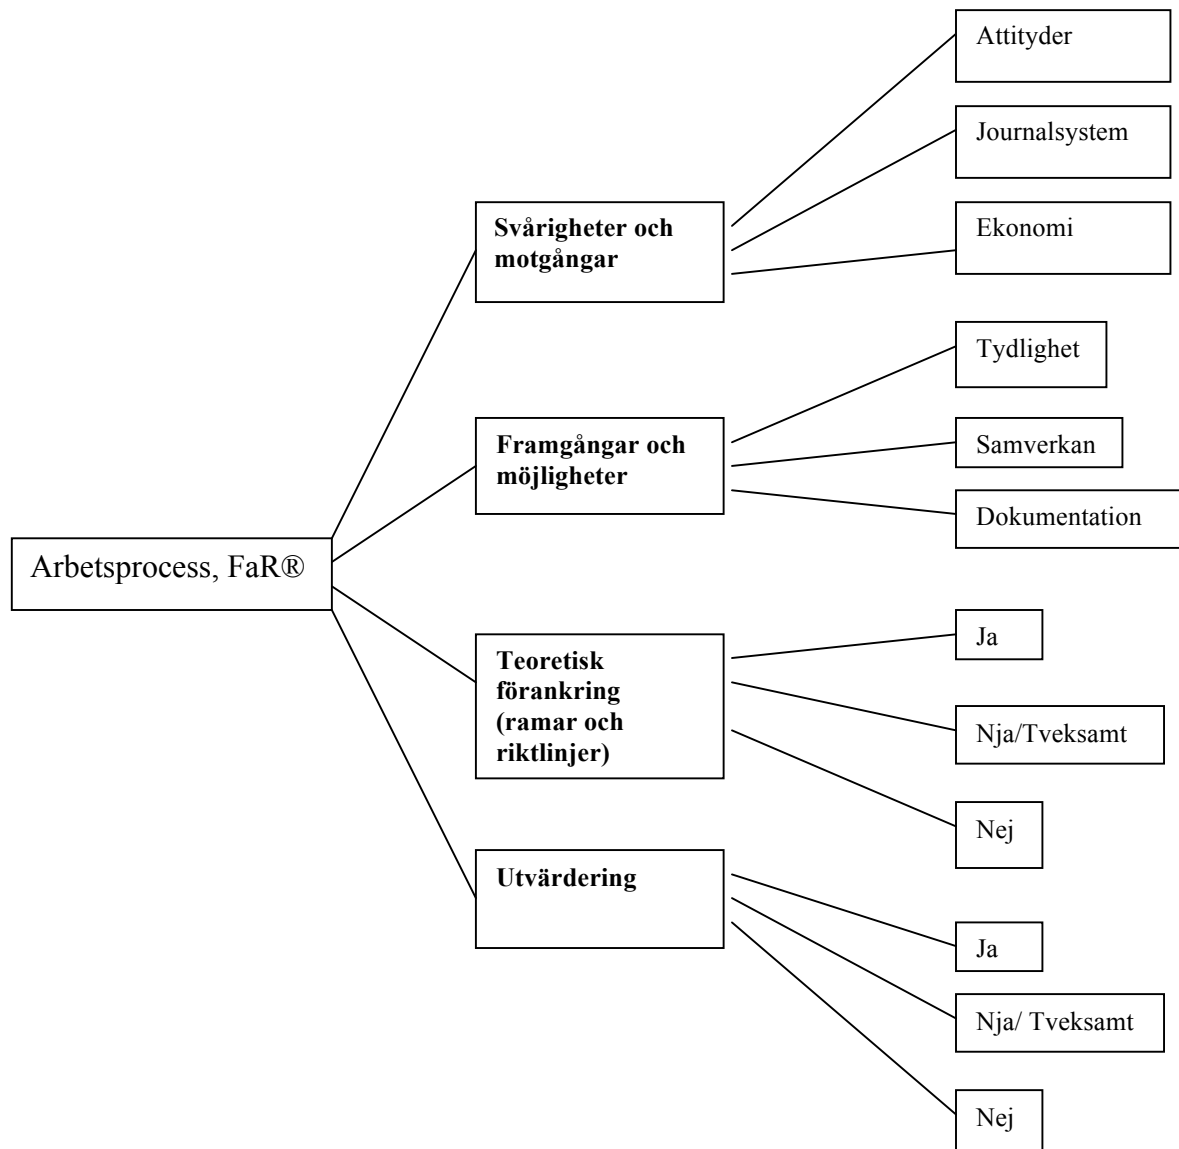 Arbetsprocess, FaR®
Svårigheter och
motgångar
Attityder
Journalsystem
Ekonomi
Framgångar och
möjligheter
Tydlighet
Samverkan
Dokumentation
Teoretisk
förankring
(ramar och
riktlinjer)
Ja
Nja/Tveksamt
Nej
Utvärdering
Ja
Nja/ Tveksamt
Nej